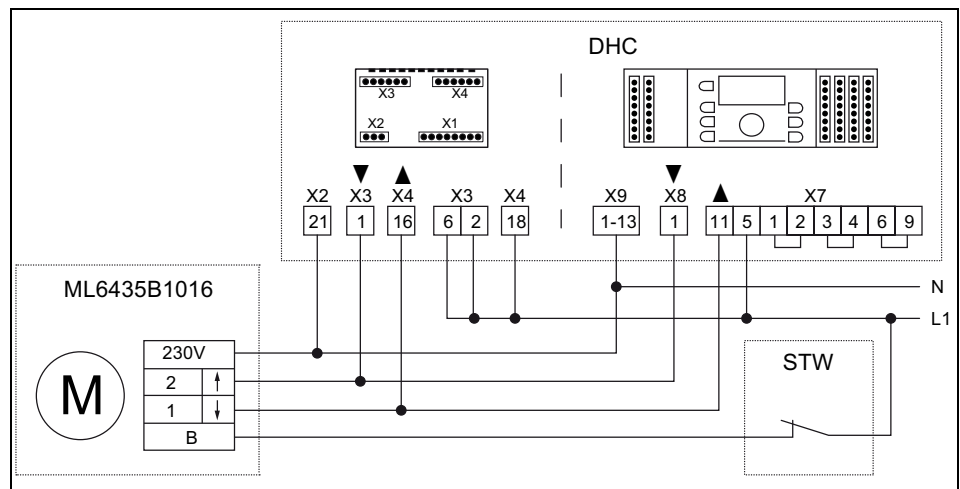 DHC
X3 X4
X2 X1
X2 X3 X4 X3 X4 X9 X8 X7
21 1 16 6 2 18 1-13 1 11 5 1 2 3 4 6 9
N
L1
ML6435B1016
STW
M
230V
2
1
B